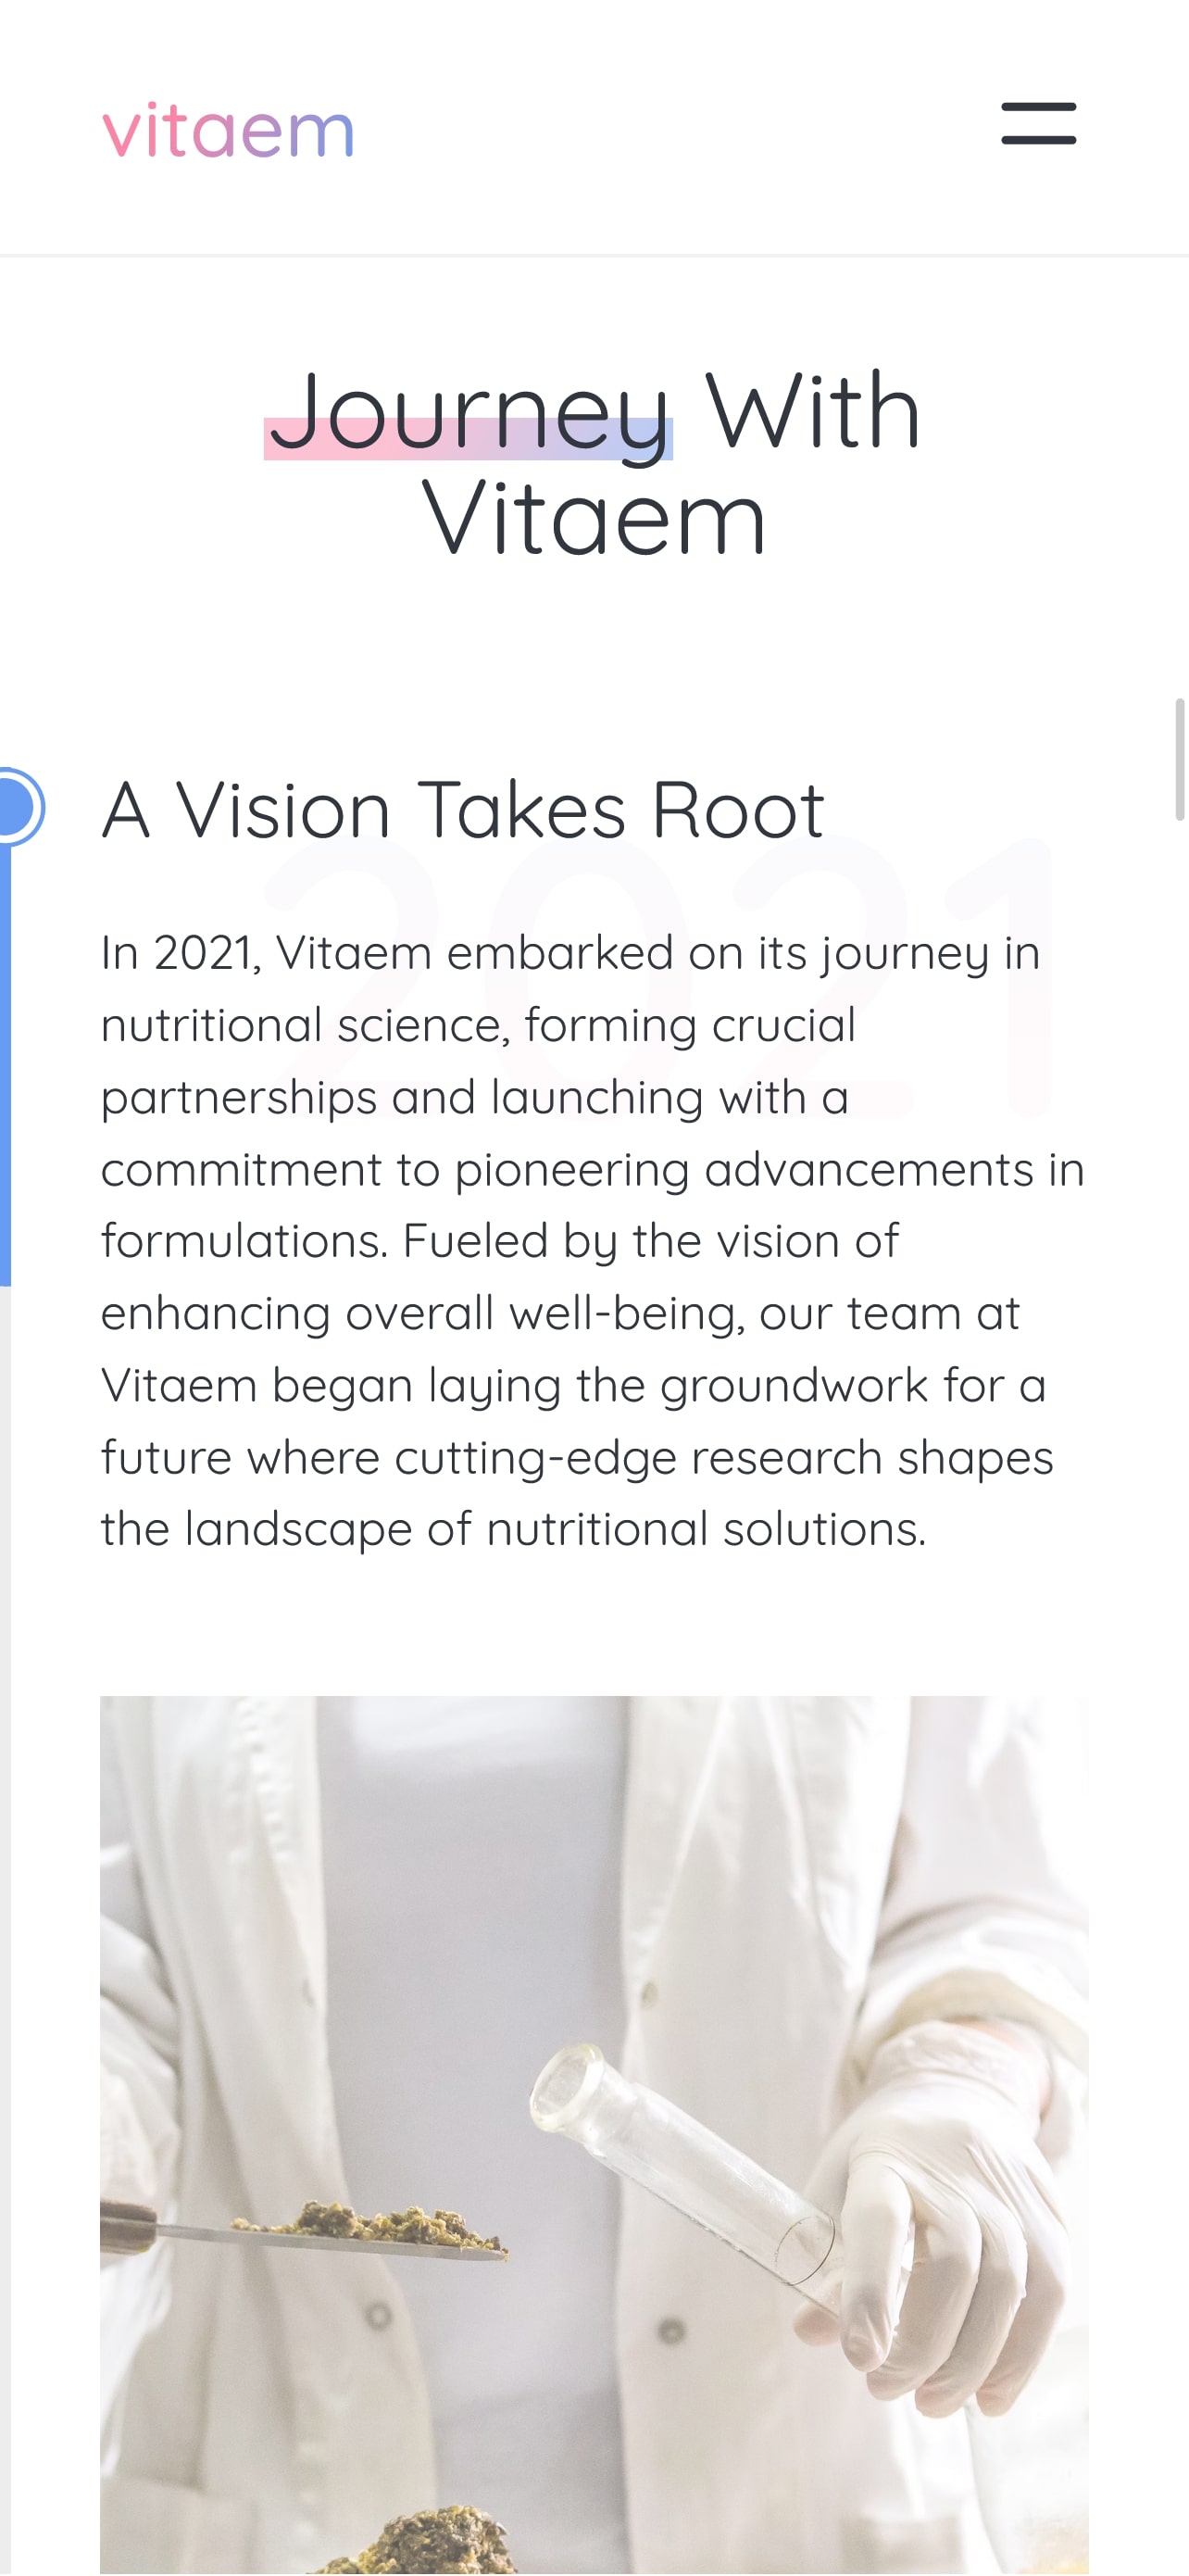 vitaem
Journey With
Vitaem
A Vision Takes Root
2021
In 2021, Vitaem embarked on its journey in
nutritional science, forming crucial
partnerships and launching with a
commitment to pioneering advancements in
formulations. Fueled by the vision of
enhancing overall well-being, our team at
Vitaem began laying the groundwork for a
future where cutting-edge research shapes
the landscape of nutritional solutions.